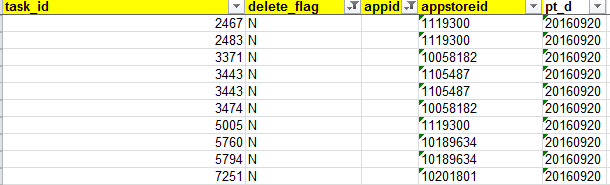 task_id delete_flag appid appstoreid pt_d
2467 N 1119300 20160920
2483 N 1119300 20160920
3371 N 10058182 20160920
3443 N 1105487 20160920
3443 N 1105487 20160920
3474 N 10058182 20160920
5005 N 1119300 20160920
5760 N 10189634 20160920
5794 N 10189634 20160920
7251 N 10201801 20160920